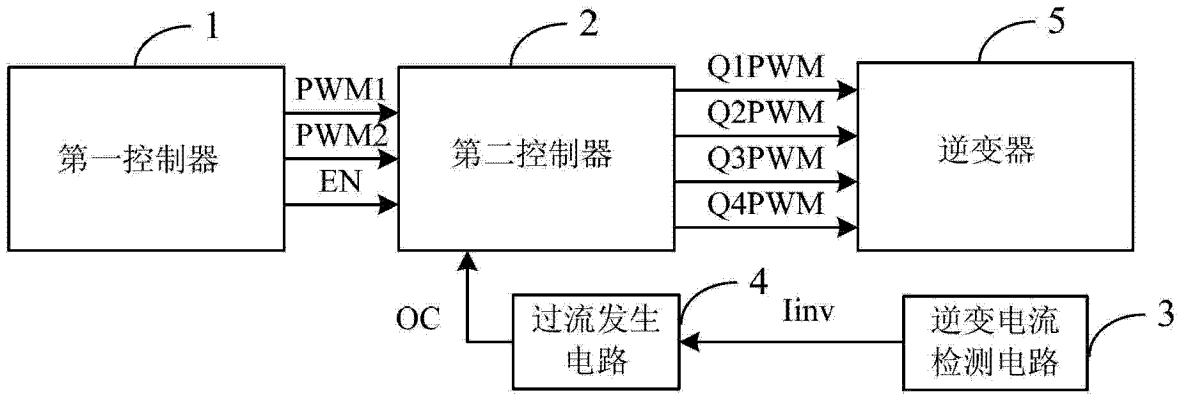 1
2
5
PWM1
PWM2
EN
第一控制器
第二控制器
Q1PWM
Q2PWM
Q3PWM
Q4PWM
逆变器
OC
过流发生
电路
4
Iinv
逆变电流
检测电路
3